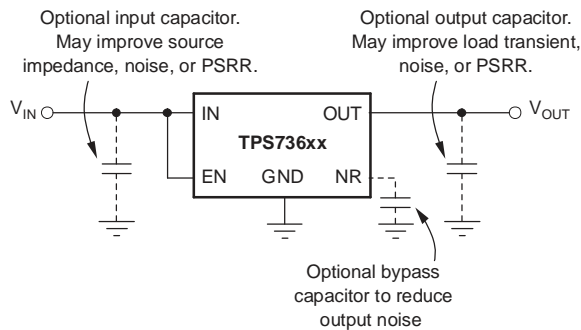 Optional input capacitor.
May improve source
impedance, noise, or PSRR.
Optional output capacitor.
May improve load transient,
noise, or PSRR.
VIN
IN
OUT
VOUT
TPS736xx
EN
GND
NR
Optional bypass
capacitor to reduce
output noise